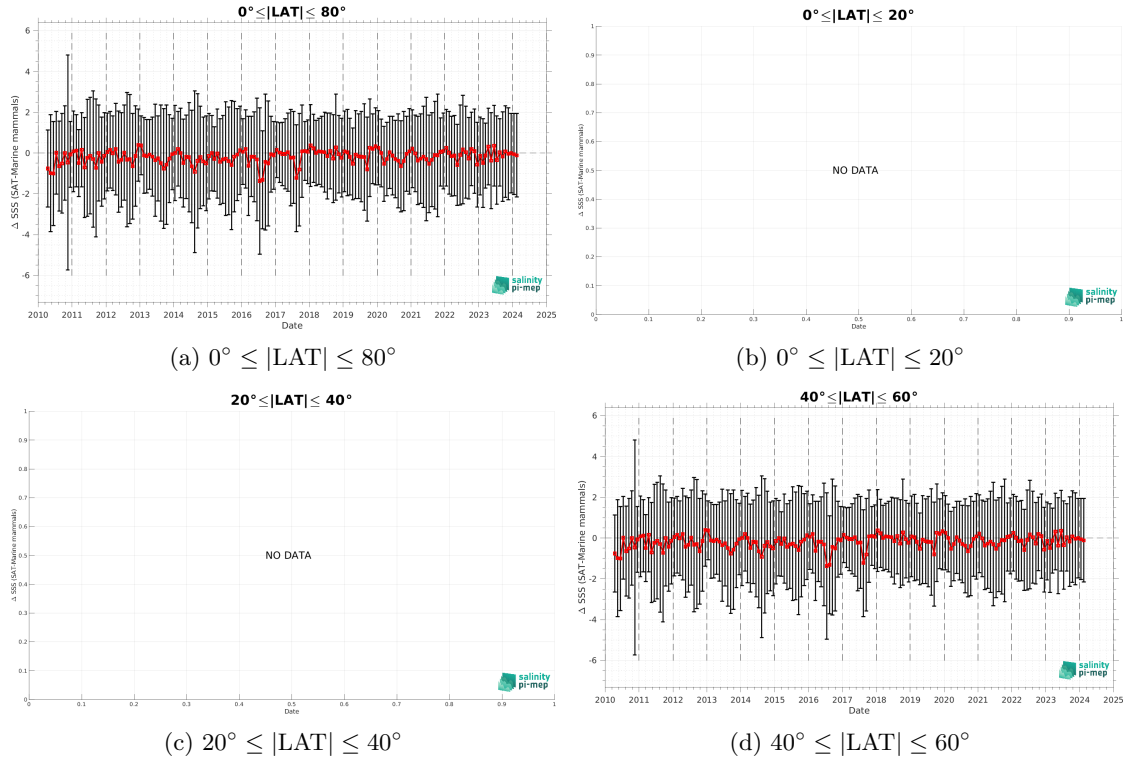 0°≤|LAT|≤ 80°
Δ SSS (SAT-Marine mammals)
6
4
2
0
-2
-4
-6
2010 2011 2012 2013 2014 2015 2016 2017 2018 2019 2020 2021 2022 2023 2024 2025
Date
salinity
pi-mep
(a) 0° ≤ |LAT| ≤ 80°
0°≤|LAT|≤ 20°
Δ SSS (SAT-Marine mammals)
1
0.9
0.8
0.7
0.6
0.5
0.4
0.3
0.2
0.1
0
NO DATA
0 0.1 0.2 0.3 0.4 0.5 0.6 0.7 0.8 0.9 1
Date
salinity
pi-mep
(b) 0° ≤ |LAT| ≤ 20°
20°≤|LAT|≤ 40°
Δ SSS (SAT-Marine mammals)
1
0.9
0.8
0.7
0.6
0.5
0.4
0.3
0.2
0.1
0
NO DATA
0 0.1 0.2 0.3 0.4 0.5 0.6 0.7 0.8 0.9 1
Date
salinity
pi-mep
(c) 20° ≤ |LAT| ≤ 40°
40°≤|LAT|≤ 60°
Δ SSS (SAT-Marine mammals)
6
4
2
0
-2
-4
-6
2010 2011 2012 2013 2014 2015 2016 2017 2018 2019 2020 2021 2022 2023 2024 2025
Date
salinity
pi-mep
(d) 40° ≤ |LAT| ≤ 60°